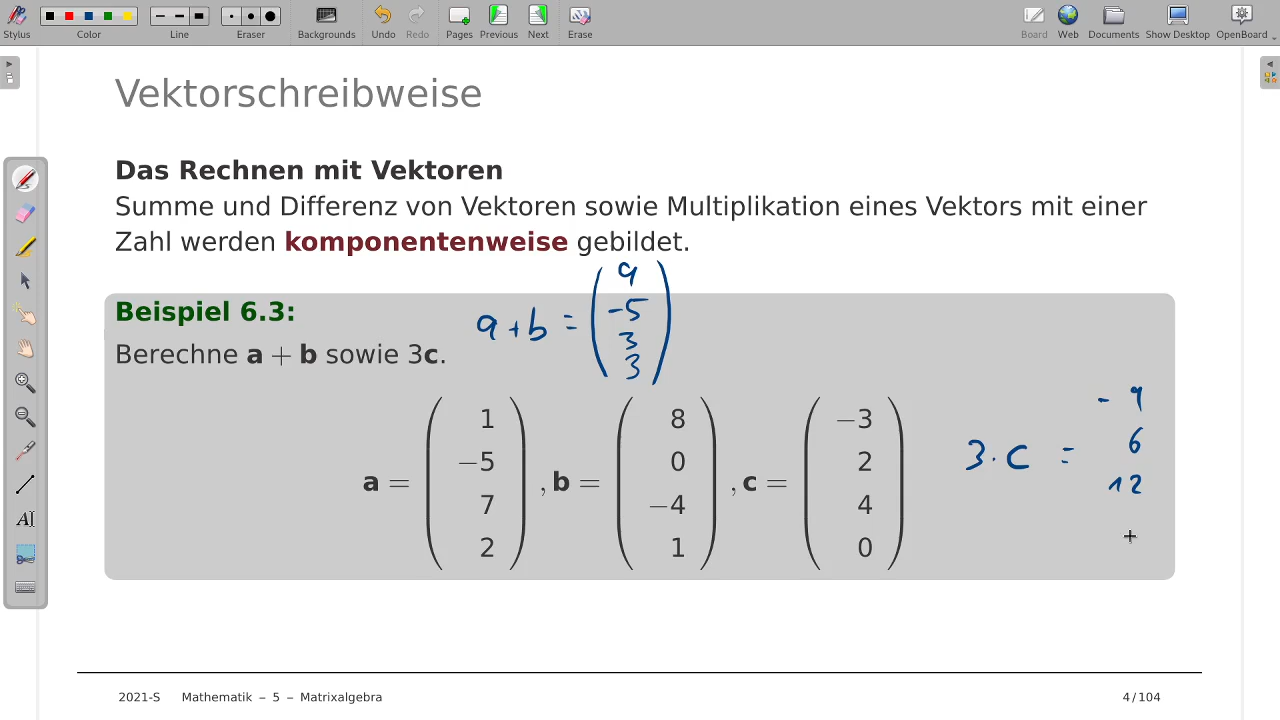 Stylus Color Line Eraser Backgrounds Undo Redo Pages Previous Next Erase Board Web Documents Show Desktop OpenBoard
Vektorschreibweise
Das Rechnen mit Vektoren
Summe und Differenz von Vektoren sowie Multiplikation eines Vektors mit einer
Zahl werden komponentenweise gebildet.
Beispiel 6.3:
Berechne a + b sowie 3c.
a + b = ( 9 -5 3 3 )
a = ( 1 −5 7 2 ) , b = ( 8 0 −4 1 ) , c = ( −3 2 4 0 )
3 · c = - 9 6 12
AI
2021-S Mathematik – 5 – Matrixalgebra 4/104